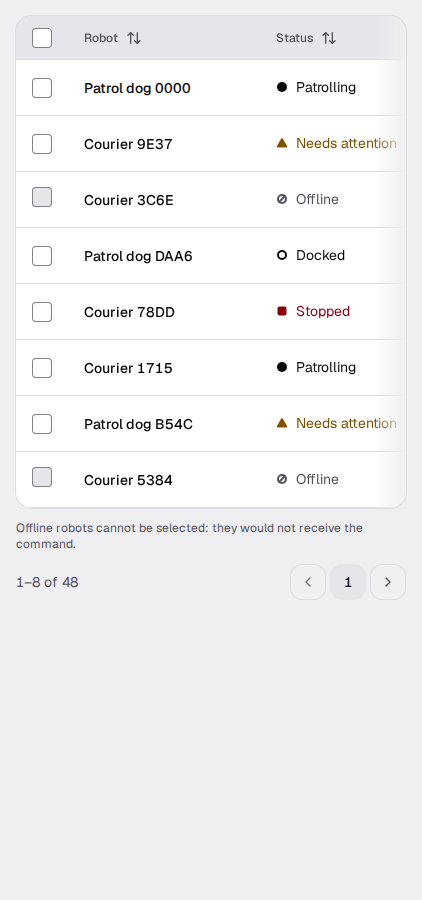 Robot Status
Patrol dog 0000 Patrolling
Courier 9E37 Needs attention
Courier 3C6E Offline
Patrol dog DAA6 Docked
Courier 78DD Stopped
Courier 1715 Patrolling
Patrol dog B54C Needs attention
Courier 5384 Offline
Offline robots cannot be selected: they would not receive the
command.
1–8 of 48 1